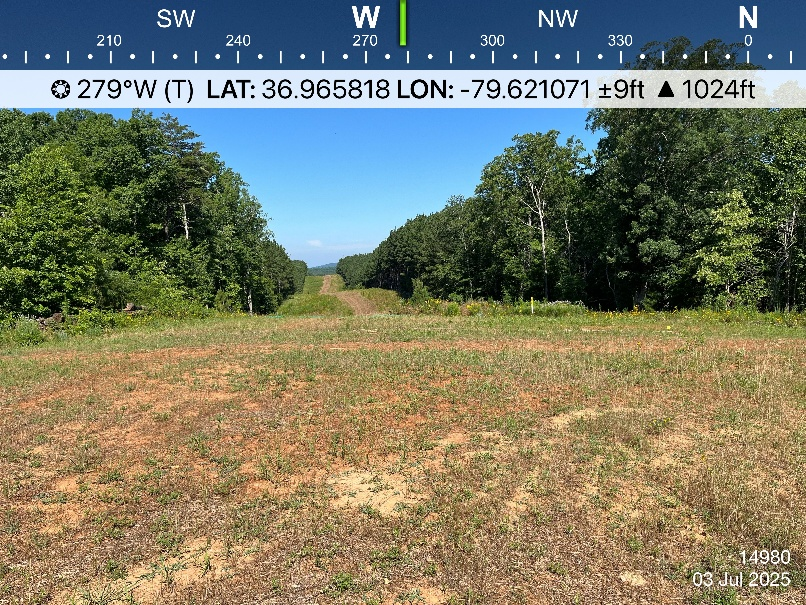 SW W NW N
210 240 270 300 330 0
279°W (T) LAT: 36.965818 LON: -79.621071 ±9ft ▲ 1024ft
14980
03 Jul 2025